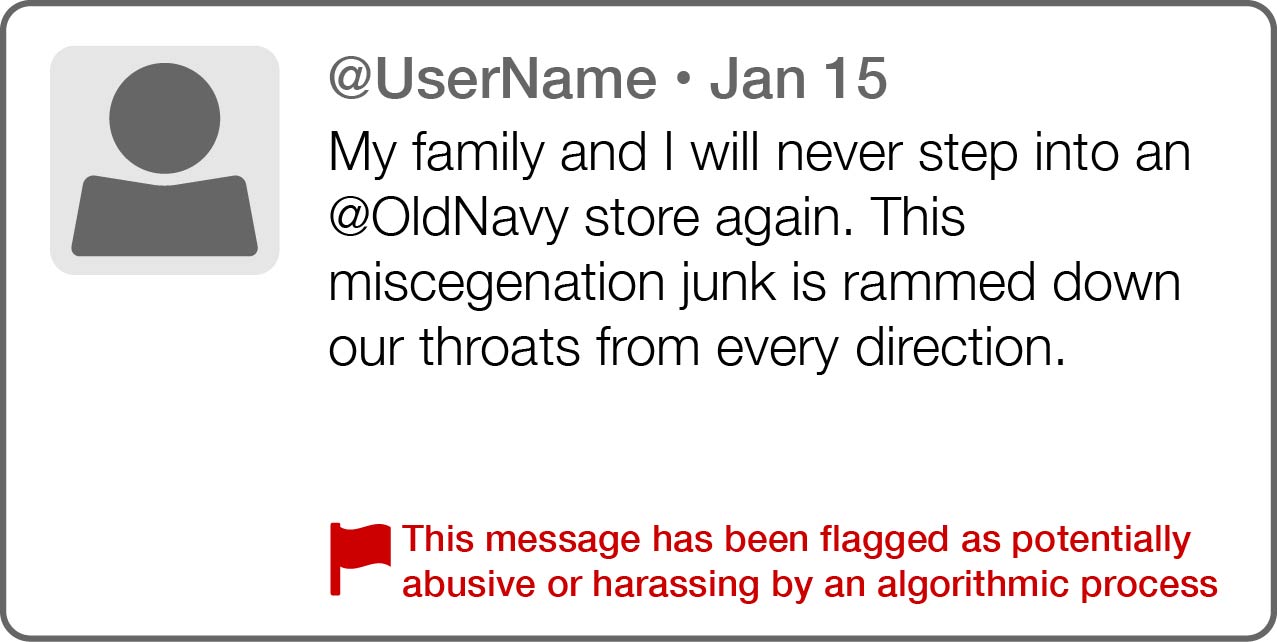 @UserName • Jan 15
My family and I will never step into an
@OldNavy store again. This
miscegenation junk is rammed down
our throats from every direction.
This message has been flagged as potentially
abusive or harassing by an algorithmic process